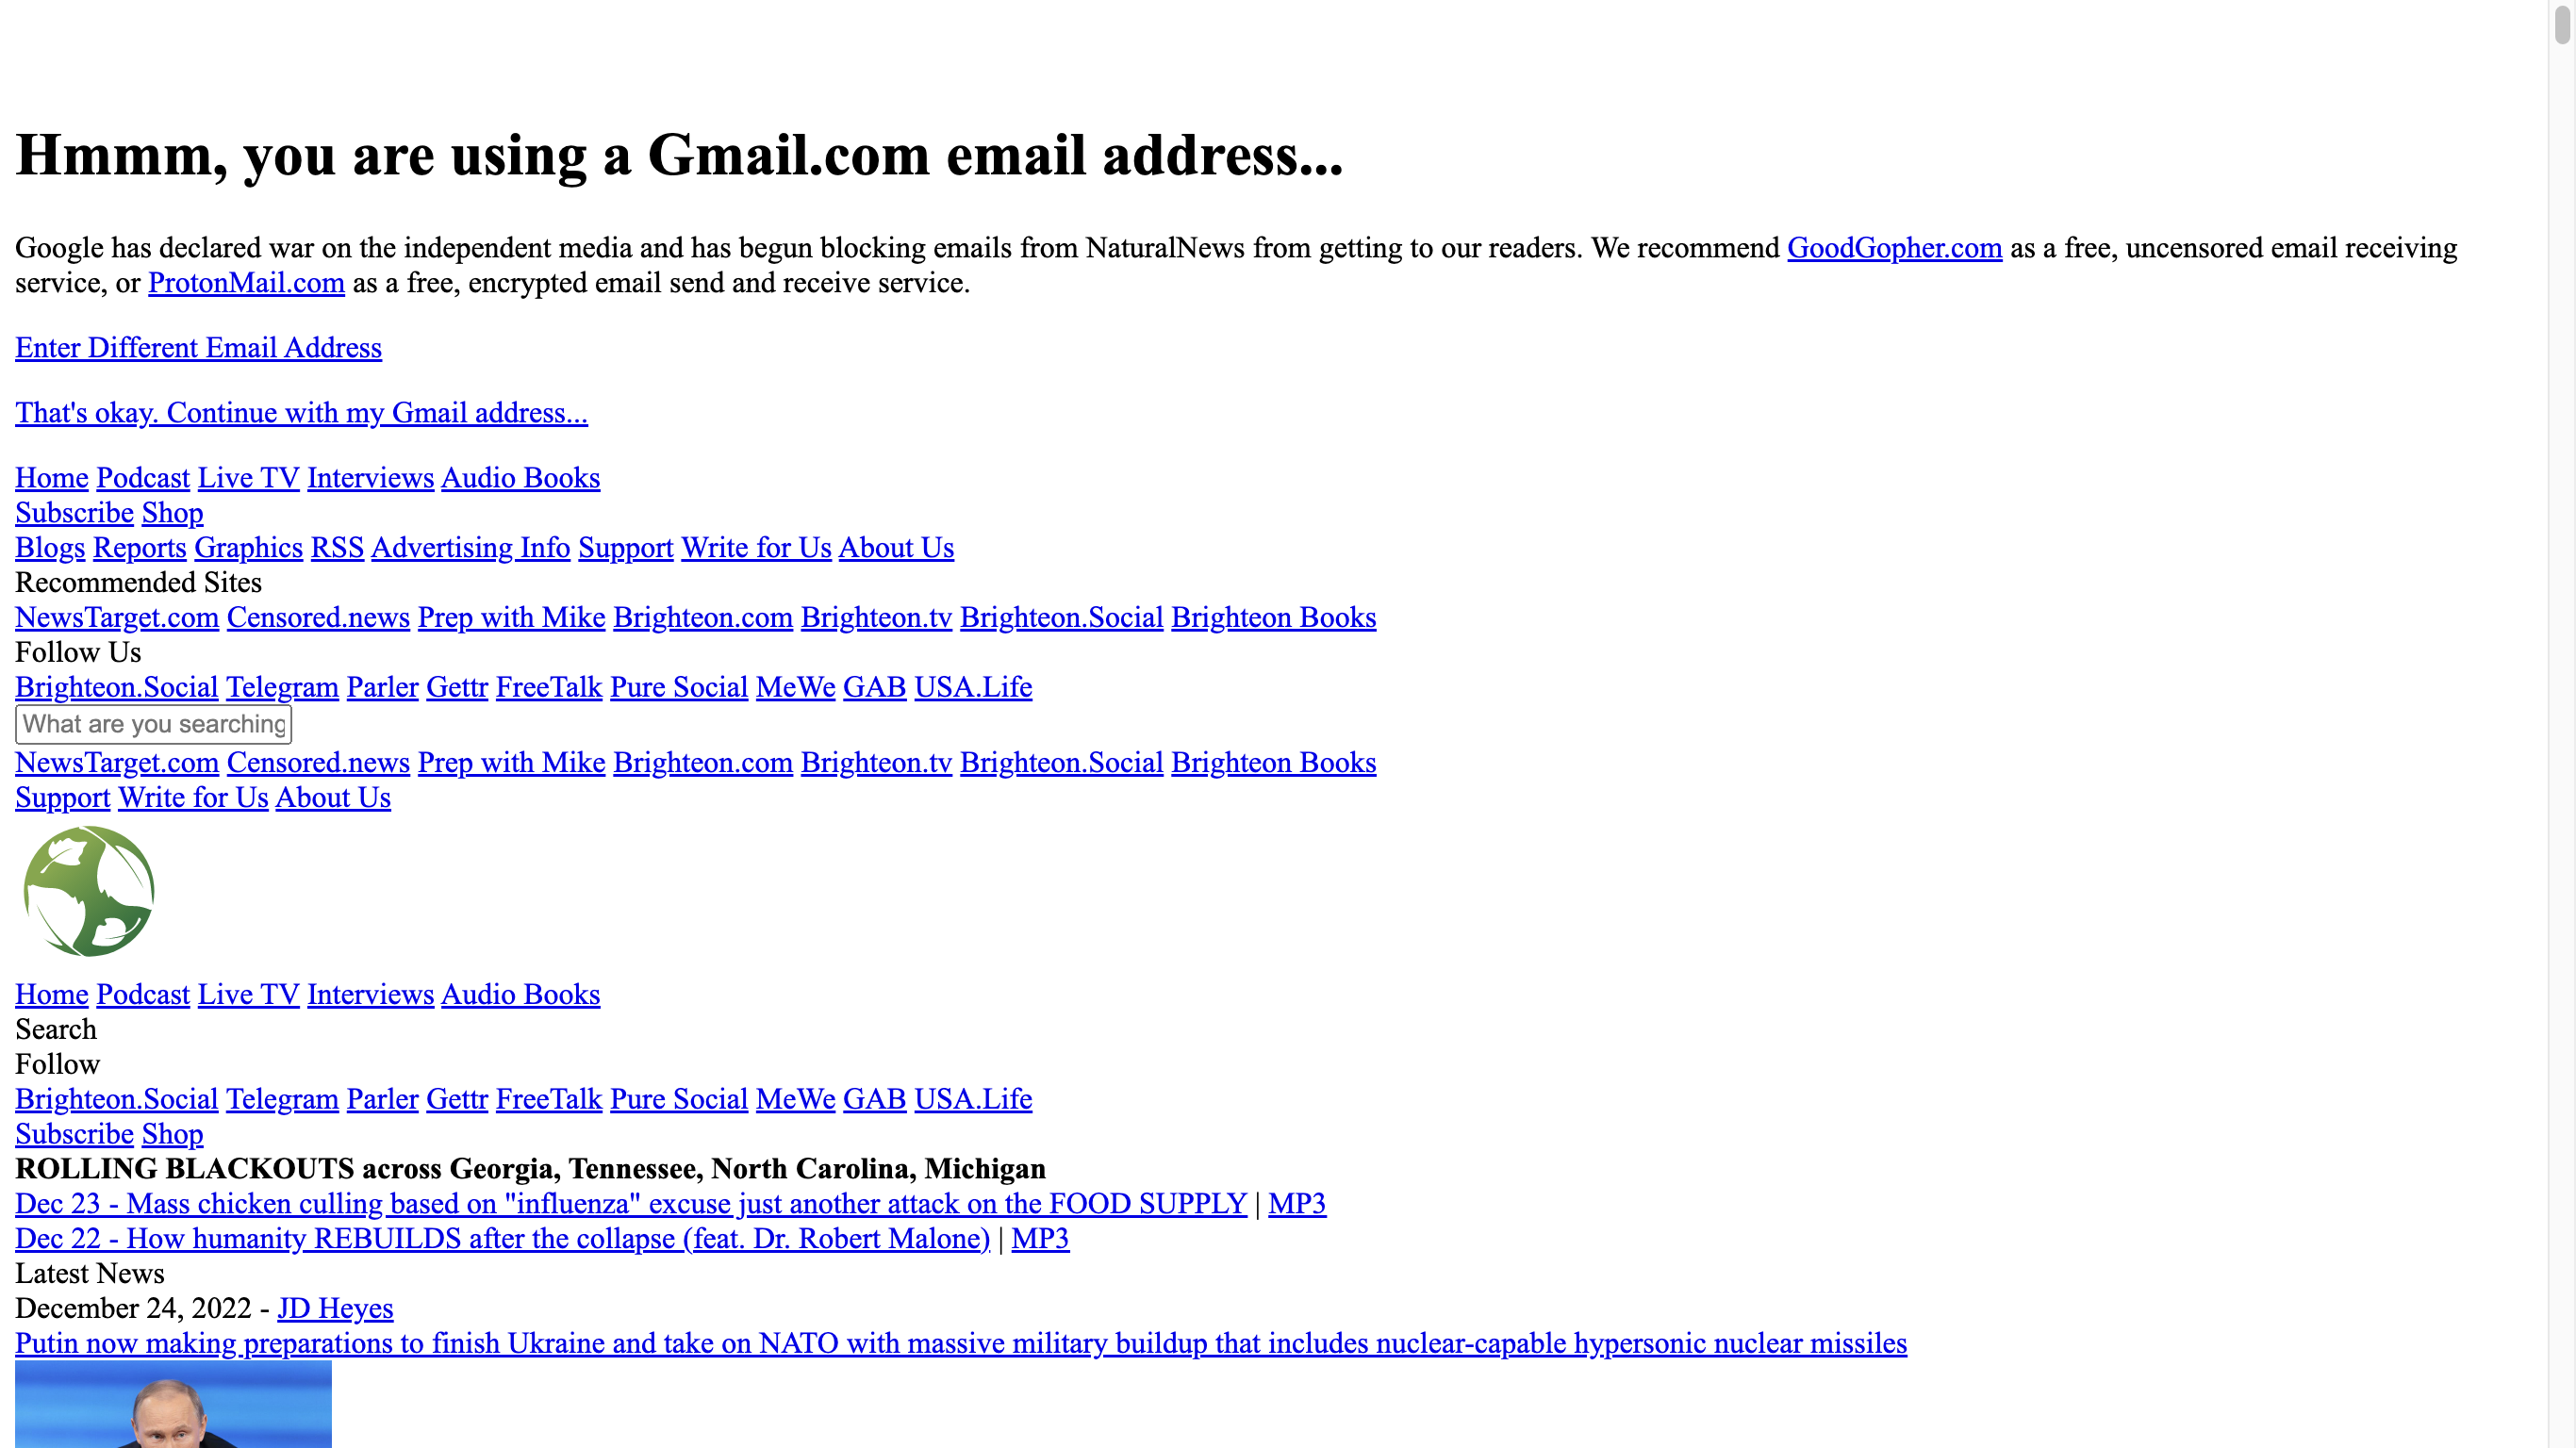 Hmmm, you are using a Gmail.com email address...
Google has declared war on the independent media and has begun blocking emails from NaturalNews from getting to our readers. We recommend GoodGopher.com as a free, uncensored email receiving
service, or ProtonMail.com as a free, encrypted email send and receive service.
Enter Different Email Address
That's okay. Continue with my Gmail address...
Home Podcast Live TV Interviews Audio Books
Subscribe Shop
Blogs Reports Graphics RSS Advertising Info Support Write for Us About Us
Recommended Sites
NewsTarget.com Censored.news Prep with Mike Brighteon.com Brighteon.tv Brighteon.Social Brighteon Books
Follow Us
Brighteon.Social Telegram Parler Gettr FreeTalk Pure Social MeWe GAB USA.Life
What are you searching
NewsTarget.com Censored.news Prep with Mike Brighteon.com Brighteon.tv Brighteon.Social Brighteon Books
Support Write for Us About Us
Home Podcast Live TV Interviews Audio Books
Search
Follow
Brighteon.Social Telegram Parler Gettr FreeTalk Pure Social MeWe GAB USA.Life
Subscribe Shop
ROLLING BLACKOUTS across Georgia, Tennessee, North Carolina, Michigan
Dec 23 - Mass chicken culling based on "influenza" excuse just another attack on the FOOD SUPPLY | MP3
Dec 22 - How humanity REBUILDS after the collapse (feat. Dr. Robert Malone) | MP3
Latest News
December 24, 2022 - JD Heyes
Putin now making preparations to finish Ukraine and take on NATO with massive military buildup that includes nuclear-capable hypersonic nuclear missiles